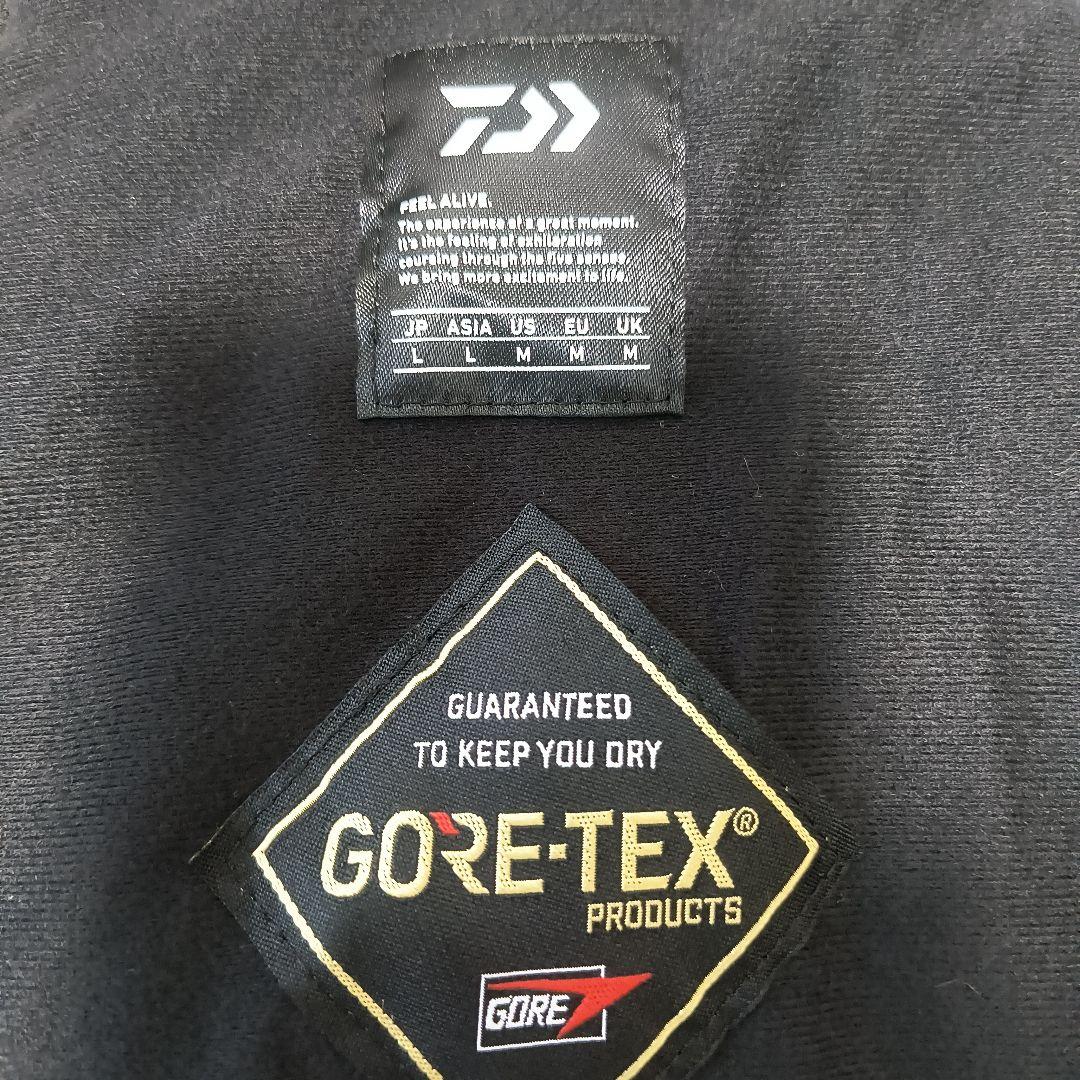 FEEL ALIVE.
The experience of a great moment.
It's the feeling of exhilaration
coursing through the five senses.
We bring more excitement to life.
JP ASIA US EU UK
L L M M M
GUARANTEED
TO KEEP YOU DRY
GORE-TEX®
PRODUCTS
GORE